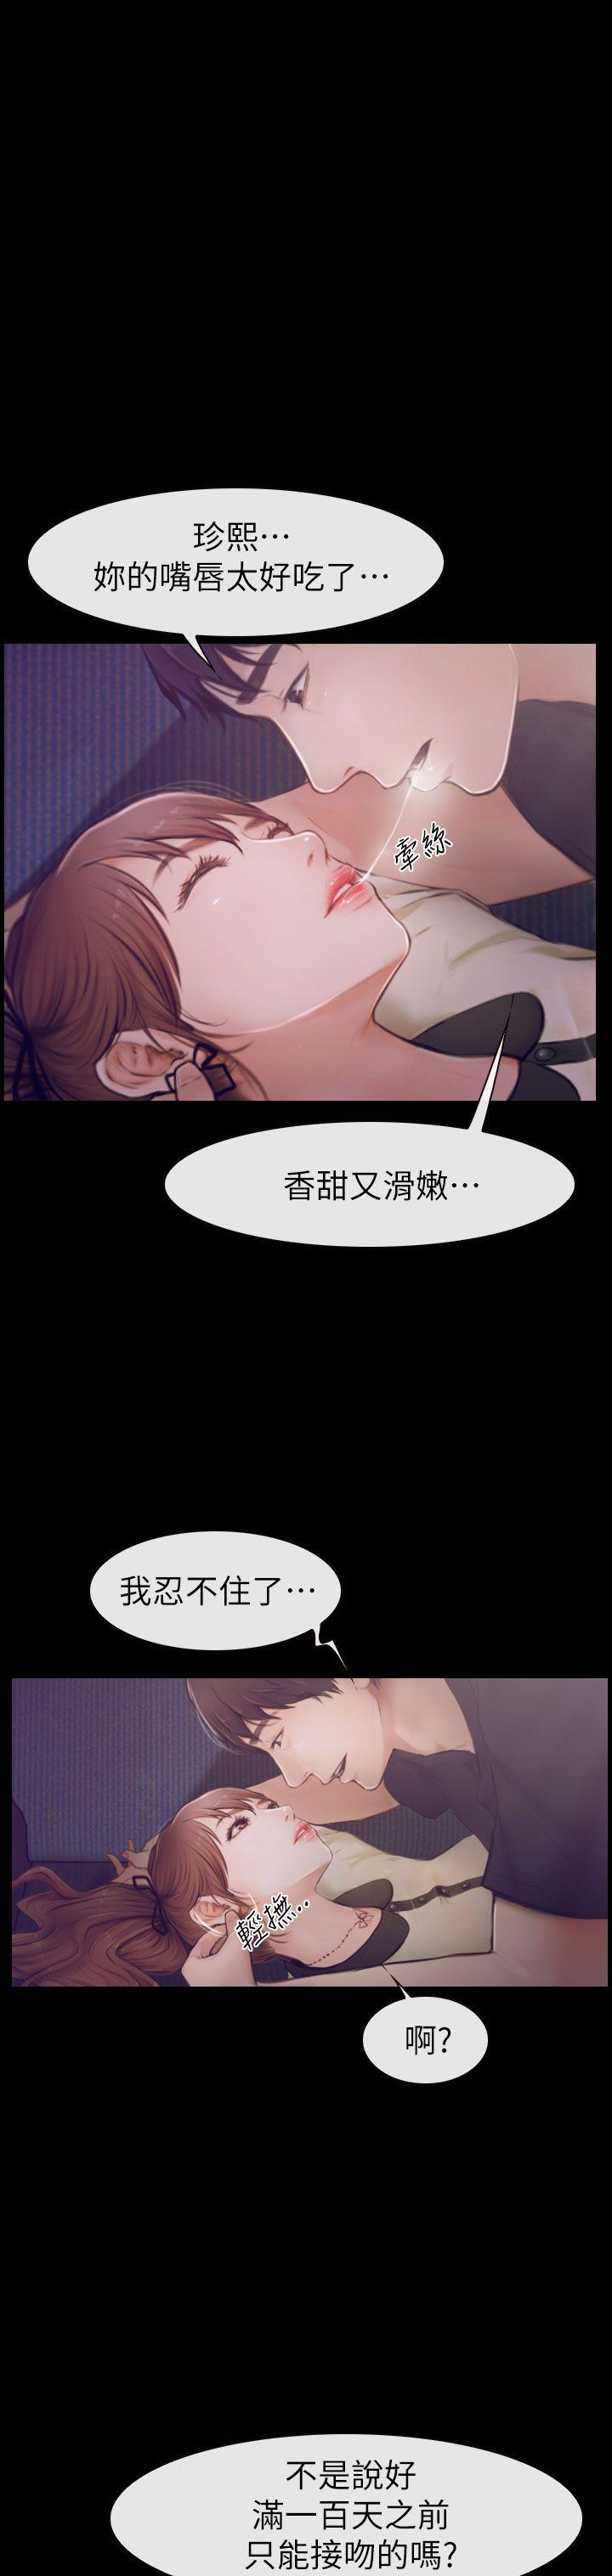 珍熙⋯
妳的嘴唇太好吃了⋯
牽絲
香甜又滑嫩⋯
我忍不住了⋯
輕撫..
啊?
不是說好
滿一百天之前
只能接吻的嗎?